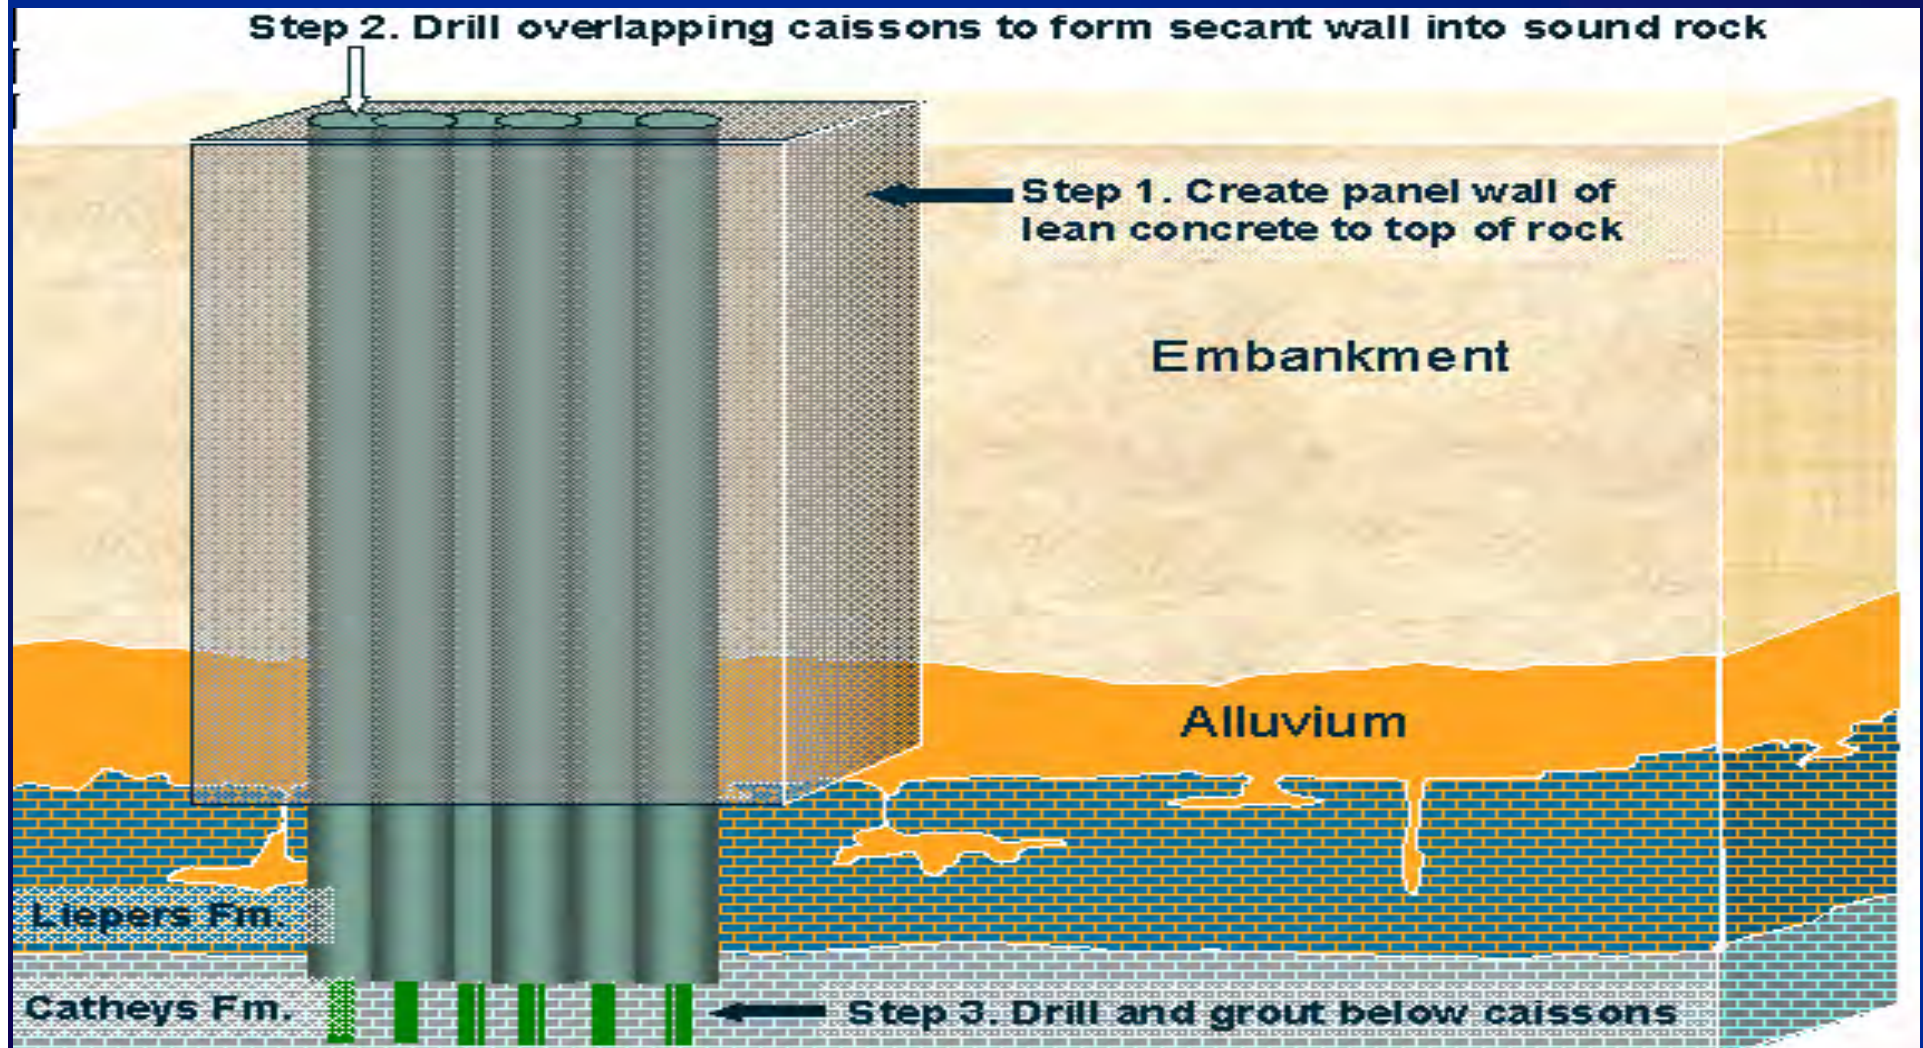 Step 2. Drill overlapping caissons to form secant wall into sound rock
Step 1. Create panel wall of
lean concrete to top of rock
Embankment
Alluvium
Liepers Fm.
Catheys Fm.
Step 3. Drill and grout below caissons